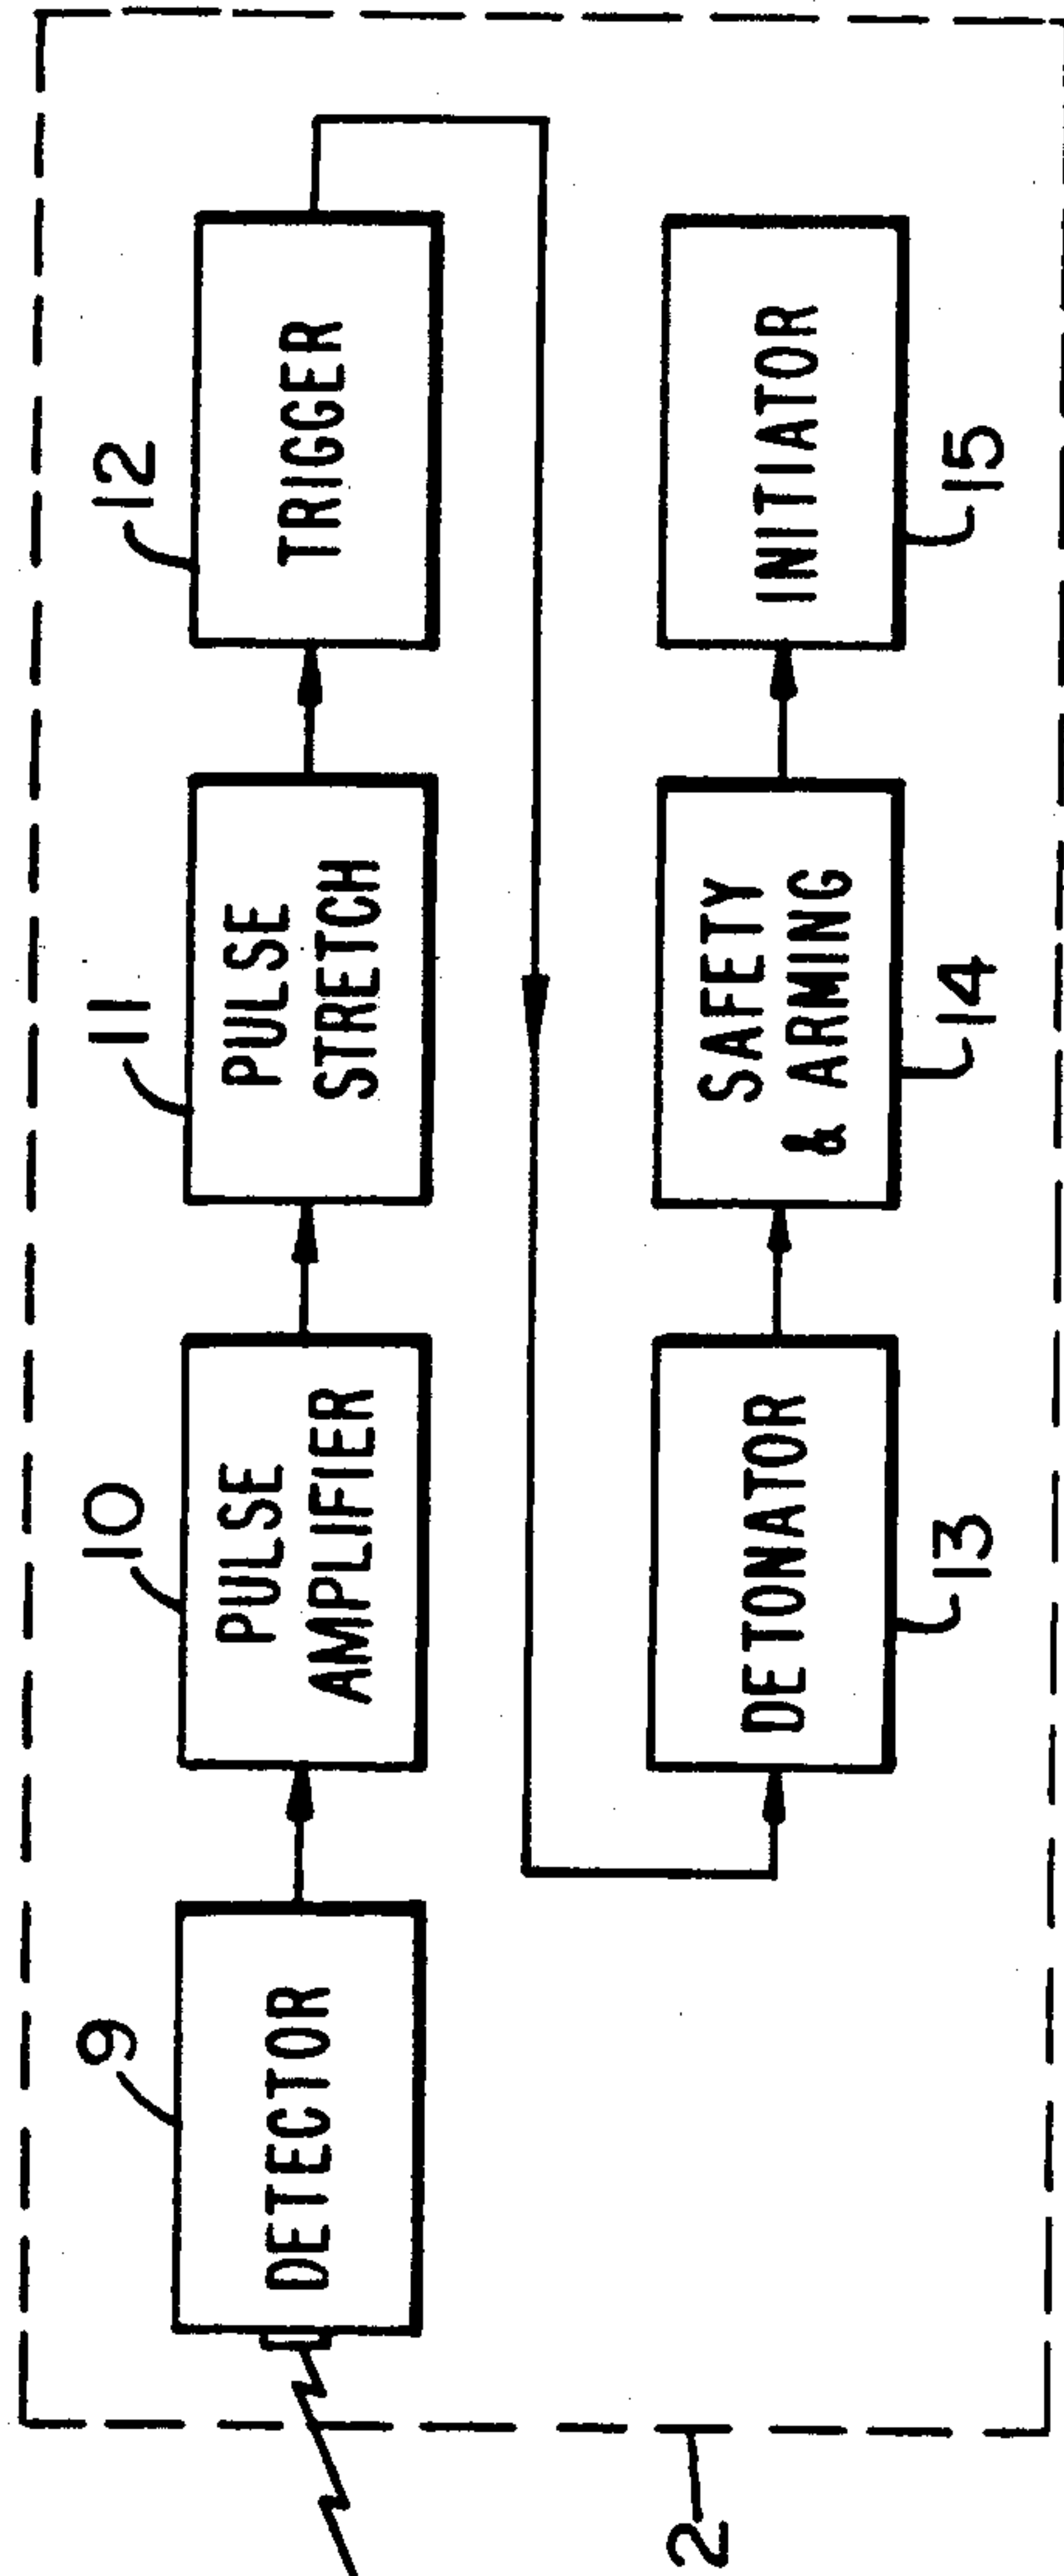 9
DETECTOR
10
PULSE
AMPLIFIER
11
PULSE
STRETCH
12
TRIGGER
DETONATOR
13
SAFETY
& ARMING
14
INITIATOR
15
2